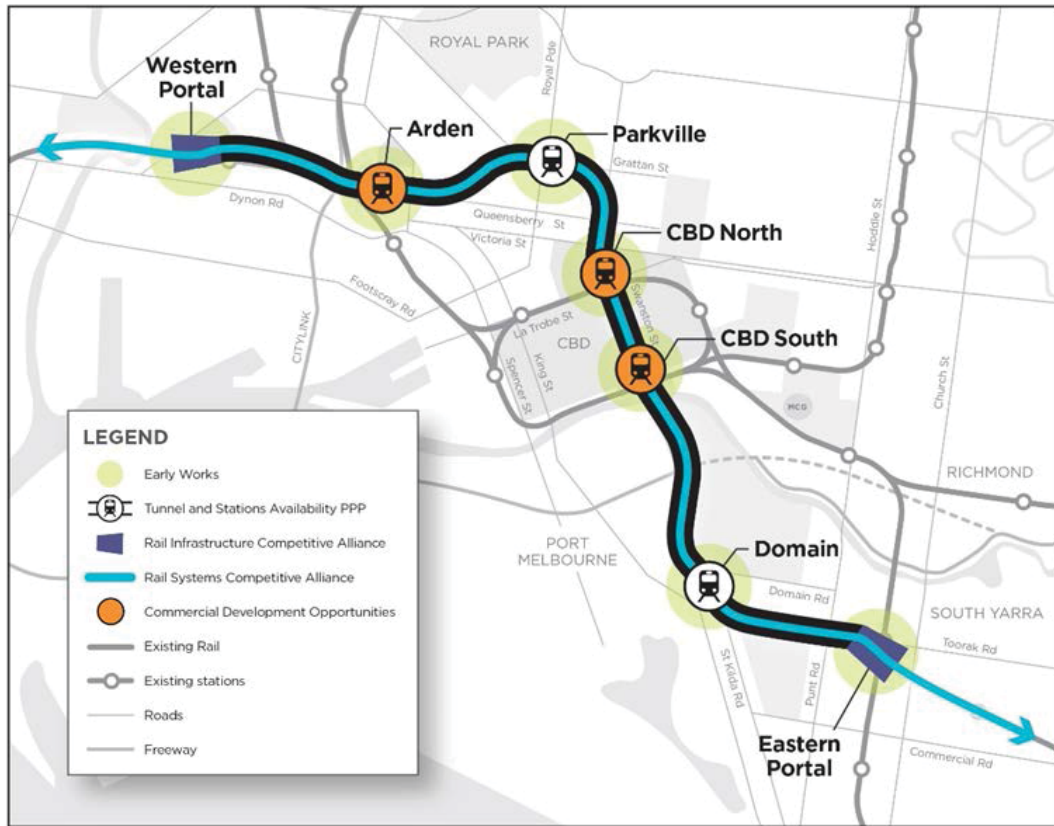 ROYAL PARK
Royal Pde
Western
Portal
Arden
Parkville
Grattan St
Dynon Rd
Queensberry St
Victoria St
Hoddle St
CBD North
Footscray Rd
CITYLINK
La Trobe St
Swanston St
CBD
CBD South
King St
Spencer St
Church St
MCG
RICHMOND
PORT
MELBOURNE
Domain
Domain Rd
SOUTH YARRA
Toorak Rd
St Kilda Rd
Punt Rd
Eastern
Portal
Commercial Rd
LEGEND
Early Works
Tunnel and Stations Availability PPP
Rail Infrastructure Competitive Alliance
Rail Systems Competitive Alliance
Commercial Development Opportunities
Existing Rail
Existing stations
Roads
Freeway